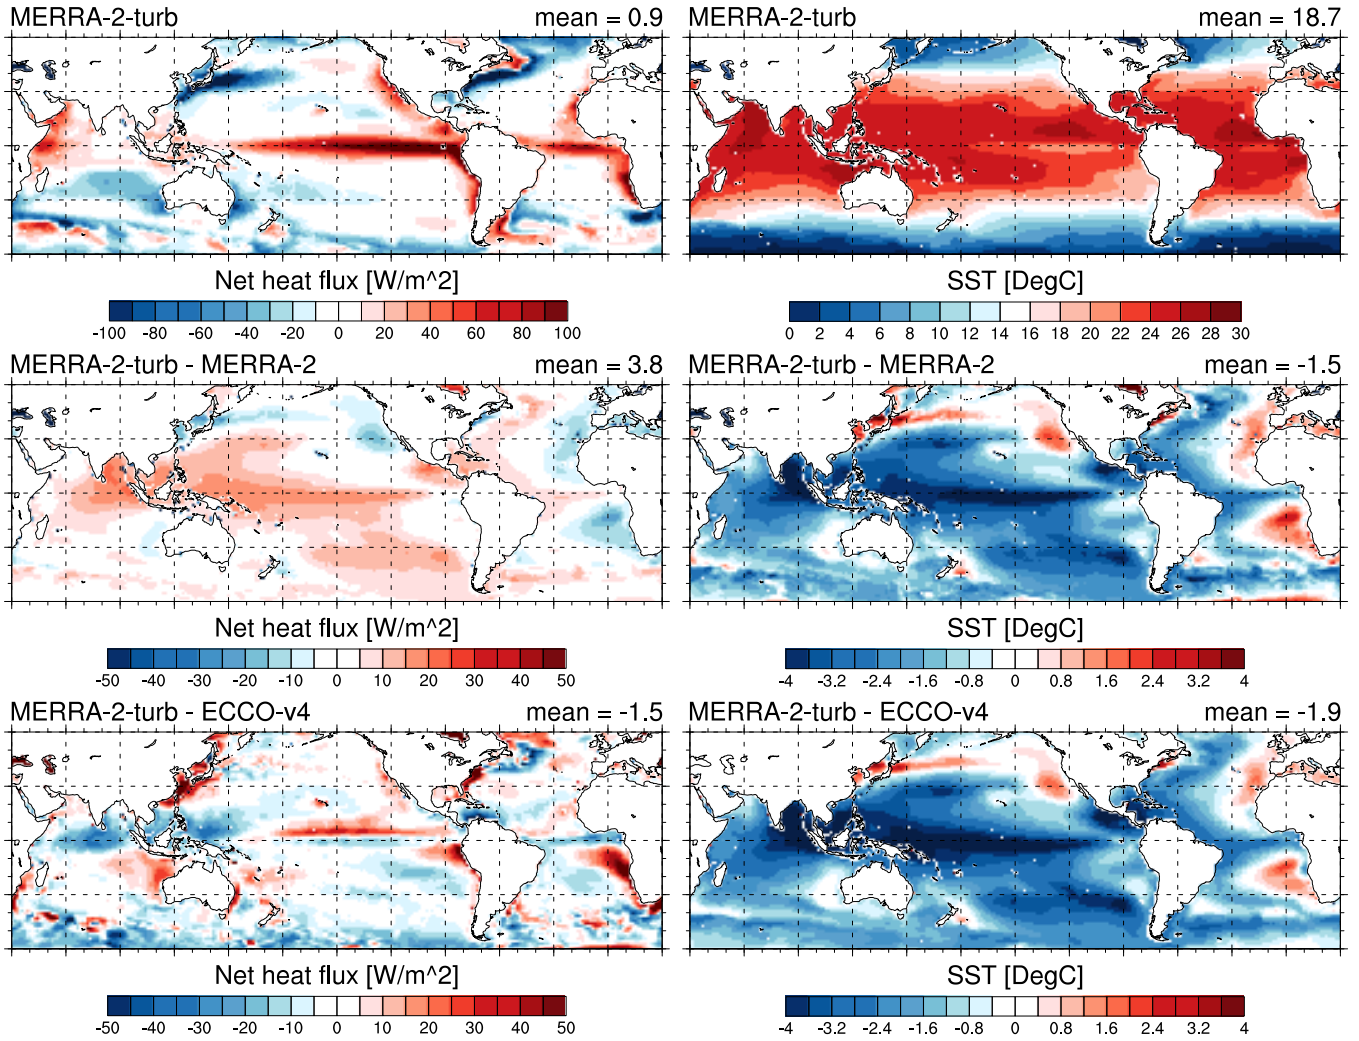 MERRA-2-turb mean = 0.9
Net heat flux [W/m^2]
-100 -80 -60 -40 -20 0 20 40 60 80 100
MERRA-2-turb mean = 18.7
SST [DegC]
0 2 4 6 8 10 12 14 16 18 20 22 24 26 28 30
MERRA-2-turb - MERRA-2 mean = 3.8
Net heat flux [W/m^2]
-50 -40 -30 -20 -10 0 10 20 30 40 50
MERRA-2-turb - MERRA-2 mean = -1.5
SST [DegC]
-4 -3.2 -2.4 -1.6 -0.8 0 0.8 1.6 2.4 3.2 4
MERRA-2-turb - ECCO-v4 mean = -1.5
Net heat flux [W/m^2]
-50 -40 -30 -20 -10 0 10 20 30 40 50
MERRA-2-turb - ECCO-v4 mean = -1.9
SST [DegC]
-4 -3.2 -2.4 -1.6 -0.8 0 0.8 1.6 2.4 3.2 4